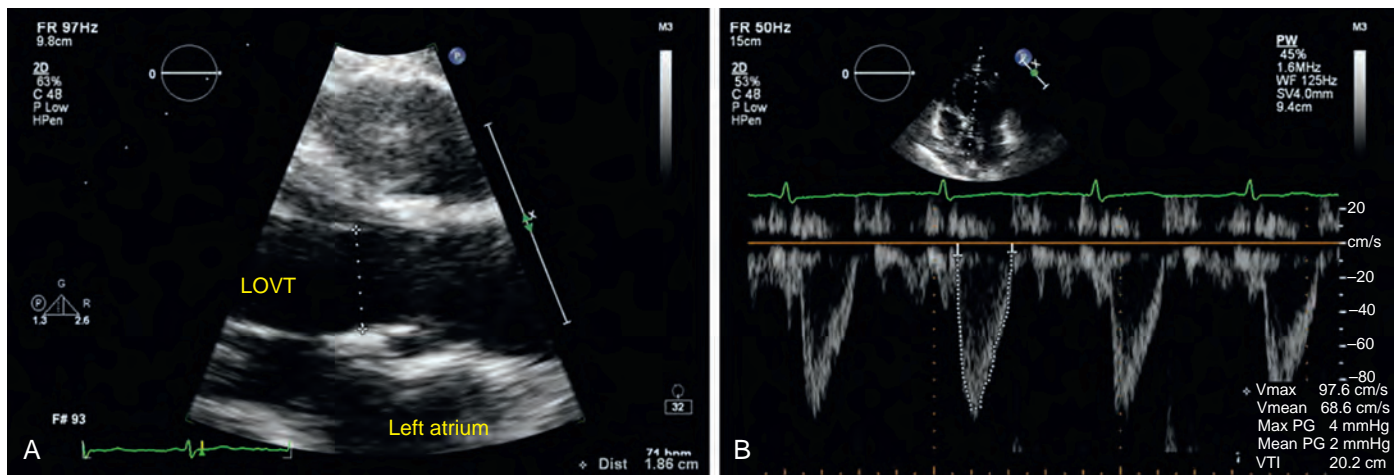 FR 97Hz
9.8cm
M3
2D
63%
C 48
P Low
HPen
0
P
x
LOVT
G
P
R
1.3
2.6
32
F# 93
A
Left atrium
71 bpm
Dist 1.86 cm
FR 50Hz
15cm
M3
PW
45%
1.6MHz
WF 125Hz
SV4.0mm
9.4cm
2D
53%
C 48
P Low
HPen
0
P
x
20
cm/s
-20
-40
-60
-80
Vmax 97.6 cm/s
Vmean 68.6 cm/s
Max PG 4 mmHg
Mean PG 2 mmHg
VTI 20.2 cm
B